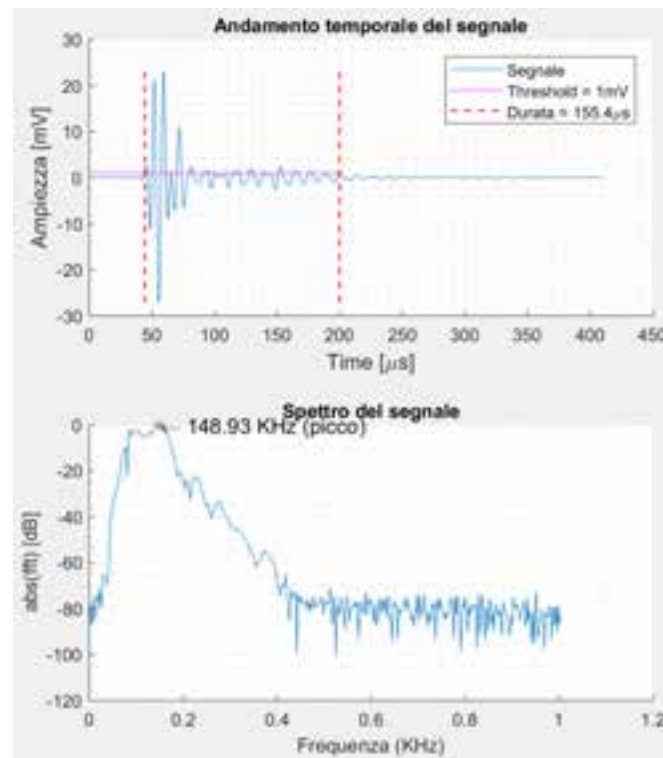 Andamento temporale del segnale
30
20
10
0
-10
-20
-30
Ampiezza [mV]
Segnale
Threshold = 1mV
Durata = 155.4µs
0 50 100 150 200 250 300 350 400 450
Time [µs]
Spettro del segnale
148.93 KHz (picco)
0
-20
-40
-60
-80
-100
-120
abs(fft) [dB]
0 0.2 0.4 0.6 0.8 1 1.2
Frequenza (KHz)